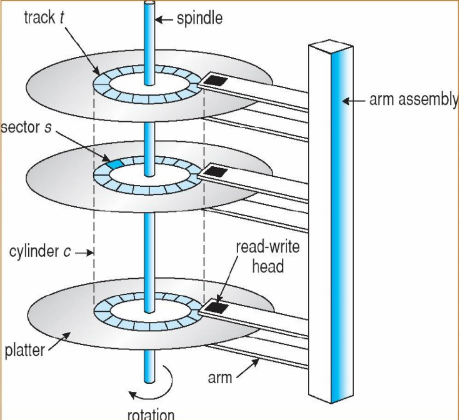 track t
spindle
arm assembly
sector s
cylinder c
read-write
head
platter
arm
rotation